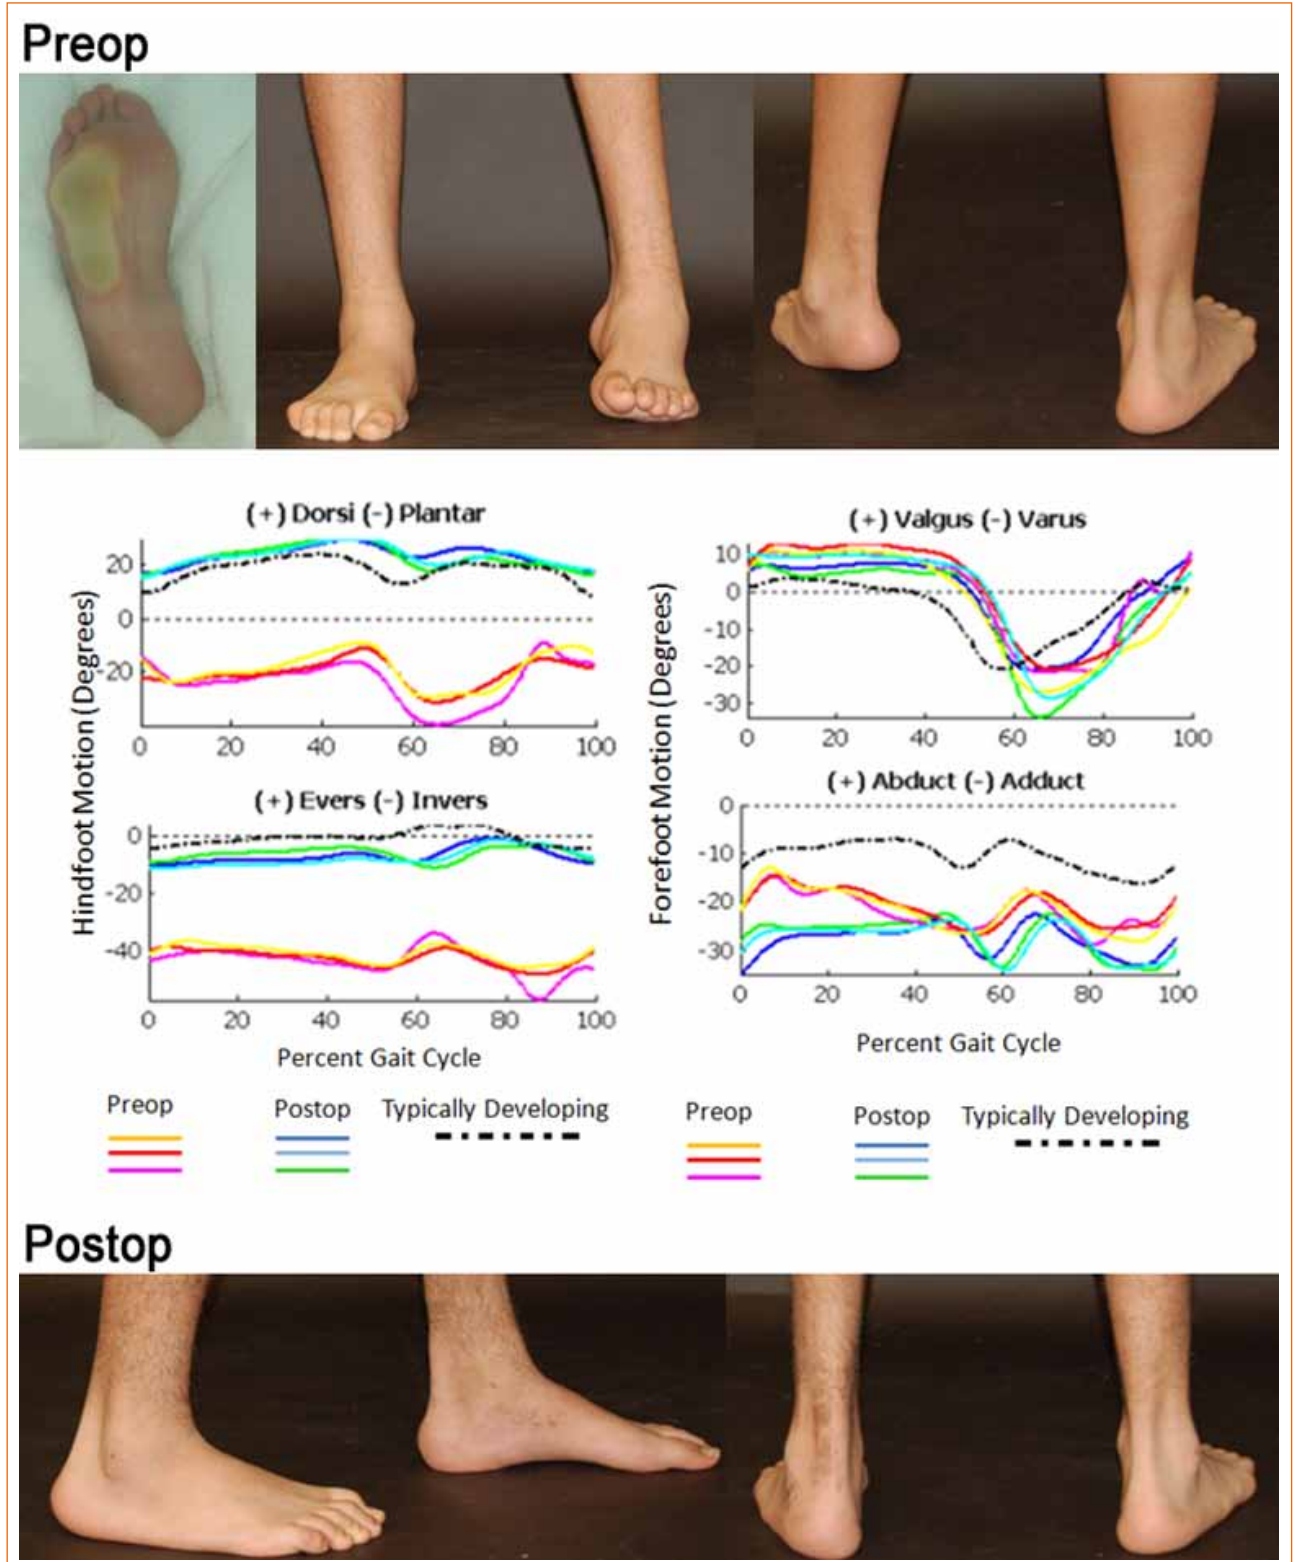 Preop
(+) Dorsi (-) Plantar
20
0
-20
0 20 40 60 80 100
Hindfoot Motion (Degrees)
(+) Evers (-) Invers
0
-20
-40
0 20 40 60 80 100
Percent Gait Cycle
Preop Postop Typically Developing
(+) Valgus (-) Varus
10
0
-10
-20
-30
0 20 40 60 80 100
Forefoot Motion (Degrees)
(+) Abduct (-) Adduct
0
-10
-20
-30
0 20 40 60 80 100
Percent Gait Cycle
Preop Postop Typically Developing
Postop